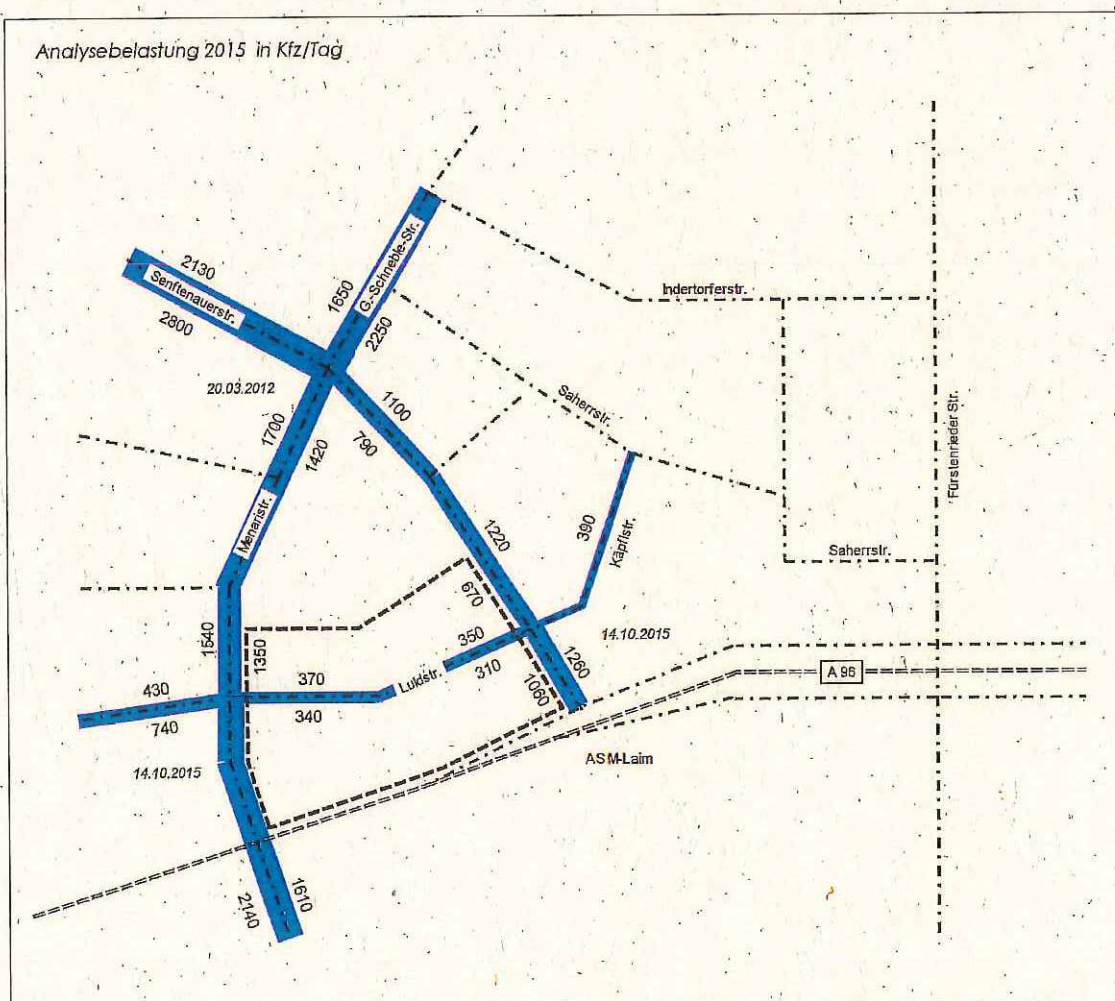 Analysebelastung 2015 in Kfz/Tag
2130
Senftenauerstr.
2800
1650
G.-Schneble-Str.
2250
Indertorferstr.
20.03.2012
1100
790
Saherrstr.
Fürstenrieder Str.
1700
1420
Menaristr.
1220
670
390
Käpflstr.
Saherrstr.
1540
1350
350
310
14.10.2015
Lukistr.
1260
1060
430
370
740
340
A 96
14.10.2015
ASM-Laim
1610
2140